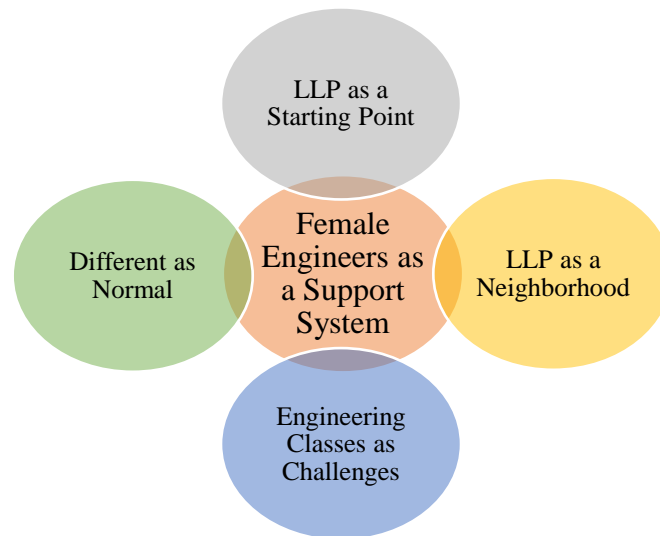 LLP as a
Starting Point
Different as
Normal
Female
Engineers as
a Support
System
LLP as a
Neighborhood
Engineering
Classes as
Challenges